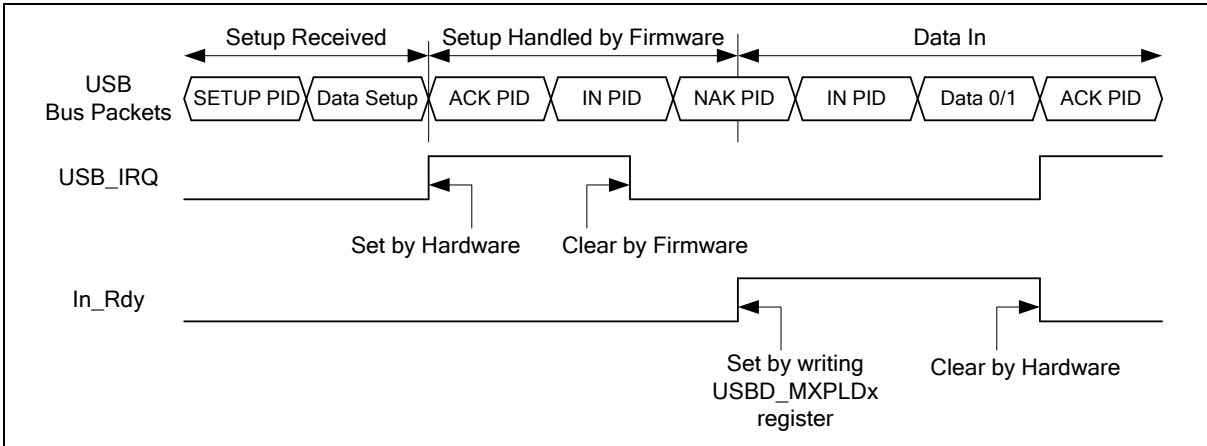 Setup Received
Setup Handled by Firmware
Data In
USB
Bus Packets
SETUP PID
Data Setup
ACK PID
IN PID
NAK PID
IN PID
Data 0/1
ACK PID
USB_IRQ
Set by Hardware
Clear by Firmware
In_Rdy
Set by writing
USBD_MXPLDx
register
Clear by Hardware